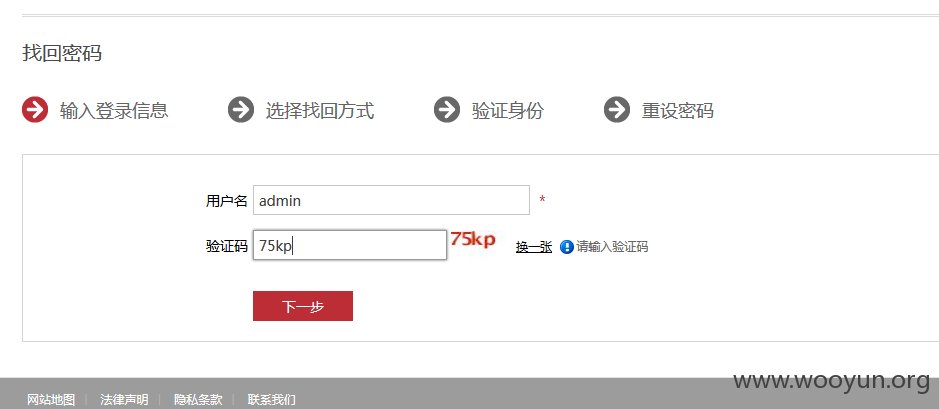 找回密码
输入登录信息 选择找回方式 验证身份 重设密码
用户名 admin *
验证码 75kp 75kp 换一张 请输入验证码
下一步
www.wooyun.org
网站地图 | 法律声明 | 隐私条款 | 联系我们